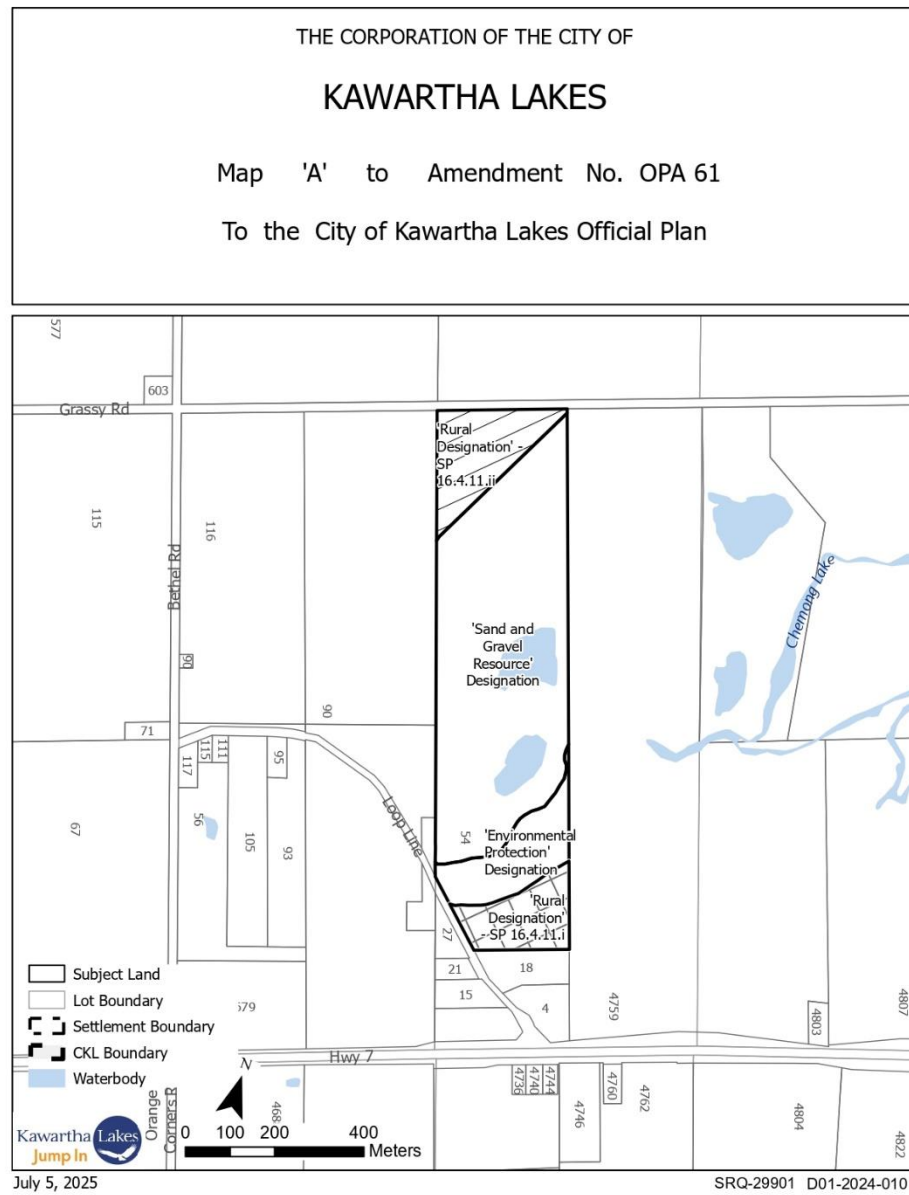 THE CORPORATION OF THE CITY OF
KAWARTHA LAKES
Map 'A' to Amendment No. OPA 61
To the City of Kawartha Lakes Official Plan
577
603
Grassy Rd
'Rural
Designation' -
SP
16.4.11.ii
115
116
Bethel Rd
Chemong Lake
'Sand and
Gravel
Resource'
Designation
90
90
71
117
115
111
95
Loop Line
67
56
105
93
54
'Environmental
Protection'
Designation
'Rural
Designation'
- SP 16.4.11.i
27
21
18
15
4
4759
4803
4807
Subject Land
Lot Boundary
Settlement Boundary
CKL Boundary
Waterbody
Hwy 7
N
4736
4740
4744
4746
4760
4762
4804
4822
468
Orange
Corners R
Kawartha Lakes
Jump In
0 100 200 400
Meters
July 5, 2025
SRQ-29901 D01-2024-010